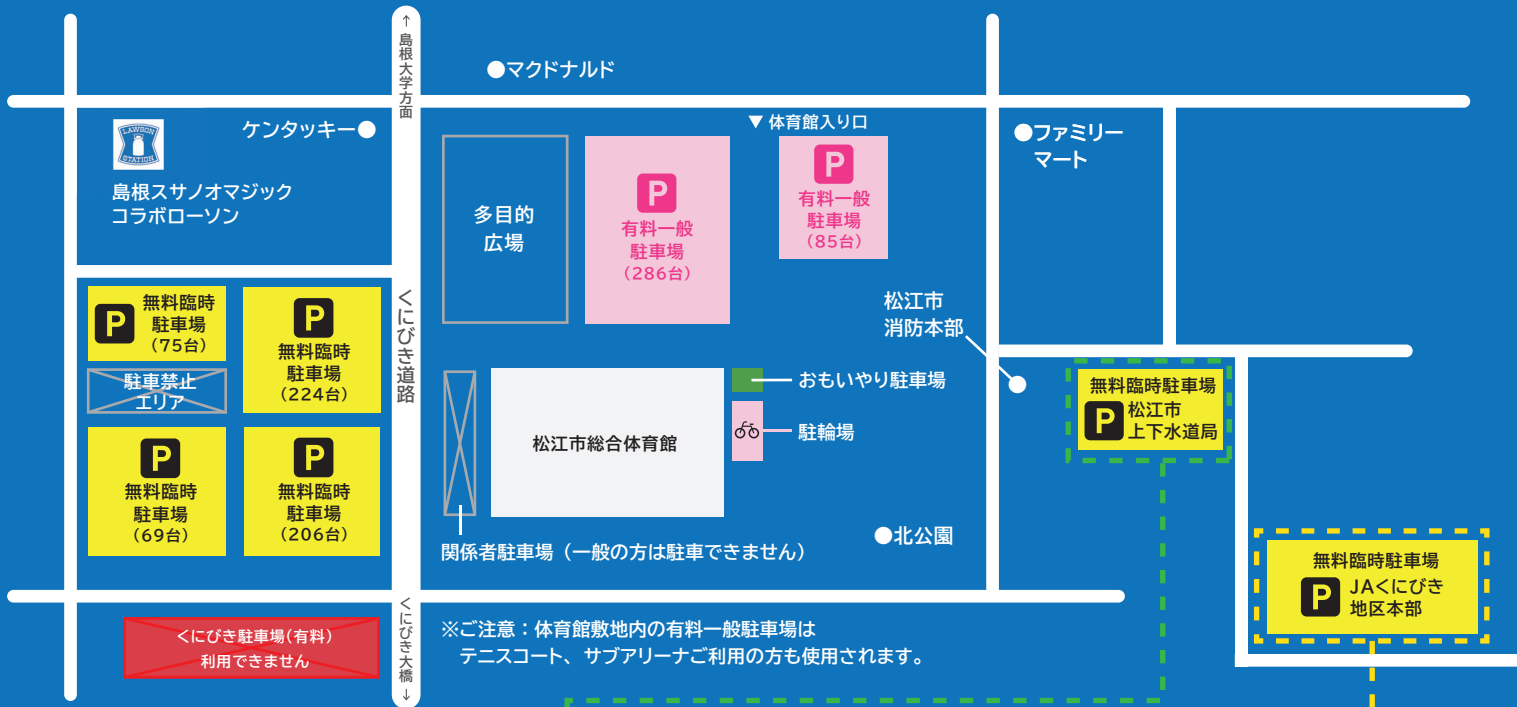 ↑島根大学方面
●マクドナルド
LAWSON
STATION
島根スサノオマジック
コラボローソン
ケンタッキー●
▼ 体育館入り口
●ファミリー
マート
多目的
広場
P
有料一般
駐車場
(286台)
P
有料一般
駐車場
(85台)
くにびき道路
P
無料臨時
駐車場
(75台)
P
無料臨時
駐車場
(224台)
駐車禁止
エリア
P
無料臨時
駐車場
(69台)
P
無料臨時
駐車場
(206台)
松江市
消防本部
おもいやり駐車場
駐輪場
松江市総合体育館
関係者駐車場（一般の方は駐車できません）
●北公園
無料臨時駐車場
P
松江市
上下水道局
無料臨時駐車場
P
JAくにびき
地区本部
くにびき駐車場(有料)
利用できません
くにびき大橋↓
※ご注意：体育館敷地内の有料一般駐車場は
テニスコート、サブアリーナご利用の方も使用されます。